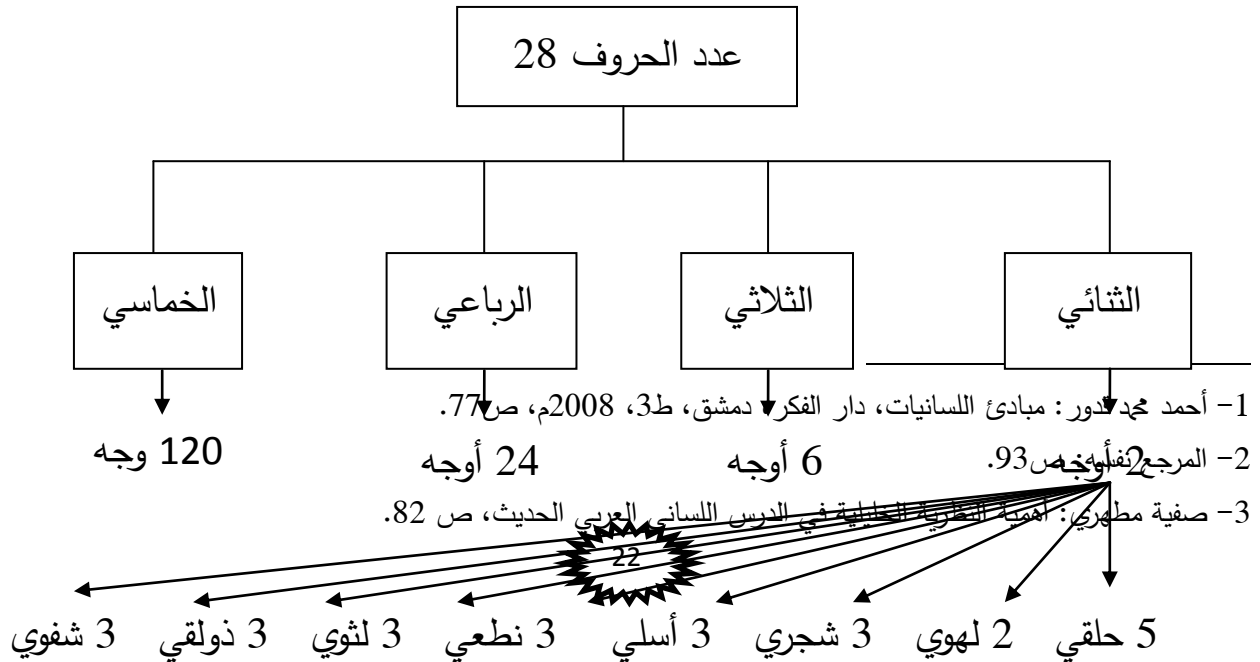 عدد الحروف 28
الثنائي
الثلاثي
الرباعي
الخماسي
1- أحمد محمد قدور: مبادئ اللسانيات، دار الفكر، دمشق، ط3، 2008م، ص77.
2 أوجه
6 أوجه
24 أوجه
120 وجه
2- المرجع نفسه، ص93.
3- صفية مطهري: أهمية النظرية الخليلية في الدرس اللساني العربي الحديث، ص 82.
22
5 حلقي
2 لهوي
3 شجري
3 أسلي
3 نطعي
3 لثوي
3 ذولقي
3 شفوي